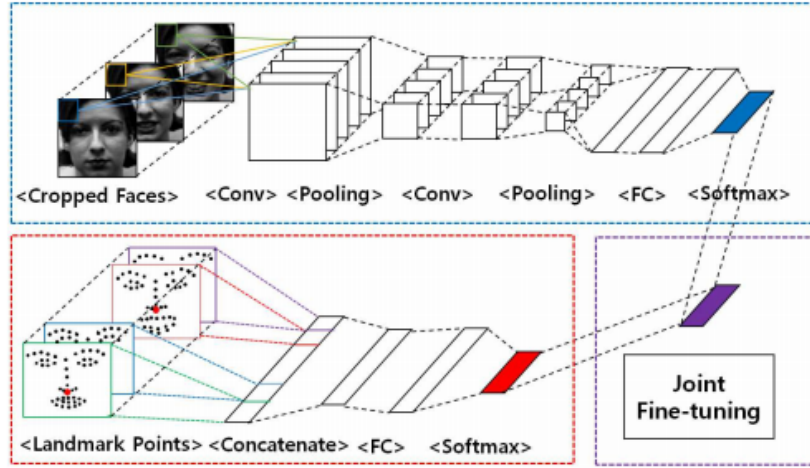 <Cropped Faces> <Conv> <Pooling> <Conv> <Pooling> <FC> <Softmax>
<Landmark Points> <Concatenate> <FC> <Softmax>
Joint
Fine-tuning